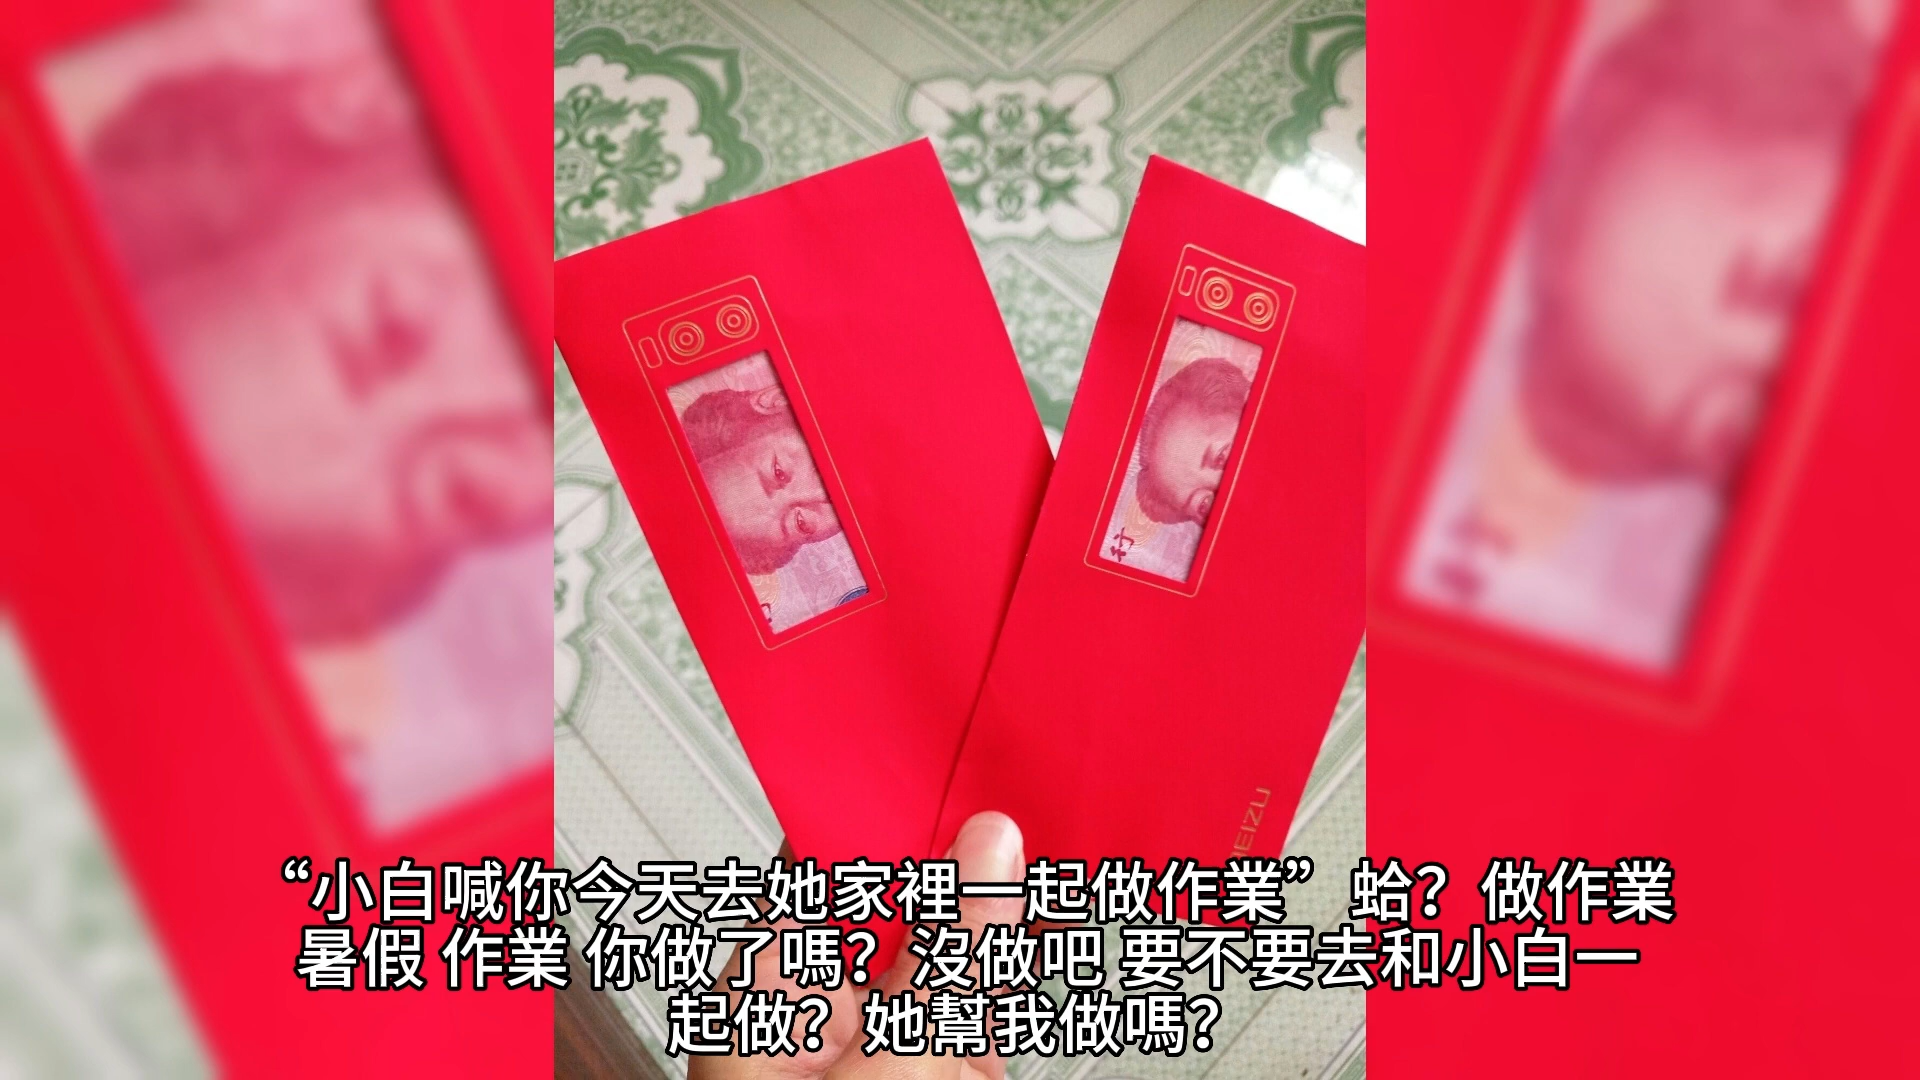 行
MEIZU
“小白喊你今天去她家裡一起做作業”蛤？做作業
暑假 作業 你做了嗎？沒做吧 要不要去和小白一
起做？她幫我做嗎？